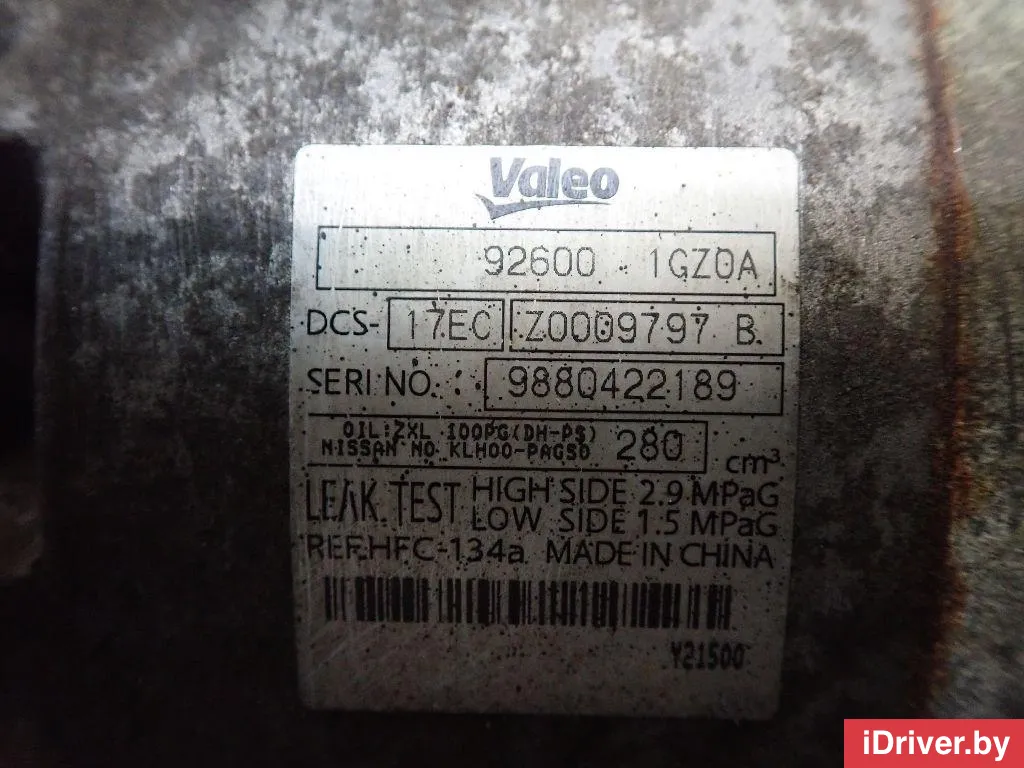 Valeo
92600 1GZ0A
DCS- 17EC Z0009797 B.
SERI NO. : 9880422189
OIL:ZXL 100PG(DH-PS)
NISSAN NO KLH00-PAGS0 280 cm³
LEAK TEST HIGH SIDE 2.9 MPaG
LOW SIDE 1.5 MPaG
REF.HFC-134a MADE IN CHINA
Y21500
iDriver.by